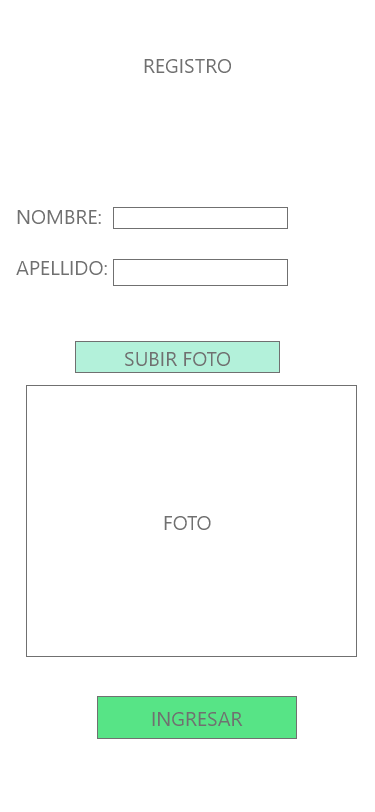 REGISTRO
NOMBRE:
APELLIDO:
SUBIR FOTO
FOTO
INGRESAR